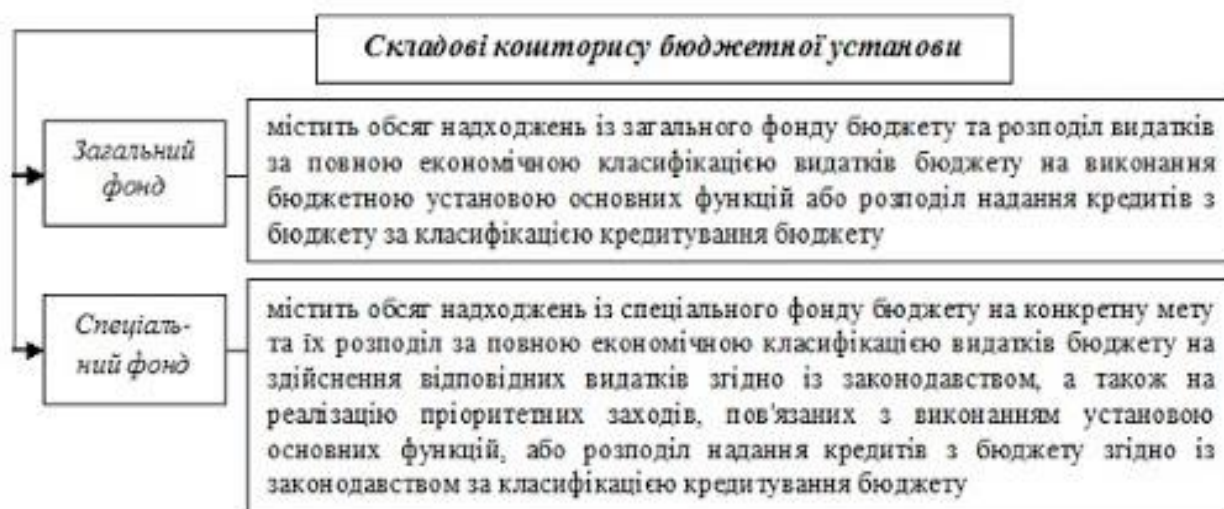 Складові кошторису бюджетної установи
Загальний
фонд
містить обсяг надходжень із загального фонду бюджету та розподіл видатків
за повною економічною класифікацією видатків бюджету на виконання
бюджетною установою основних функцій або розподіл надання кредитів з
бюджету за класифікацією кредитування бюджету
Спеціаль-
ний фонд
містить обсяг надходжень із спеціального фонду бюджету на конкретну мету
та їх розподіл за повною економічною класифікацією видатків бюджету на
здійснення відповідних видатків згідно із законодавством, а також на
реалізацію пріоритетних заходів, пов'язаних з виконанням установою
основних функцій, або розподіл надання кредитів з бюджету згідно із
законодавством за класифікацією кредитування бюджету